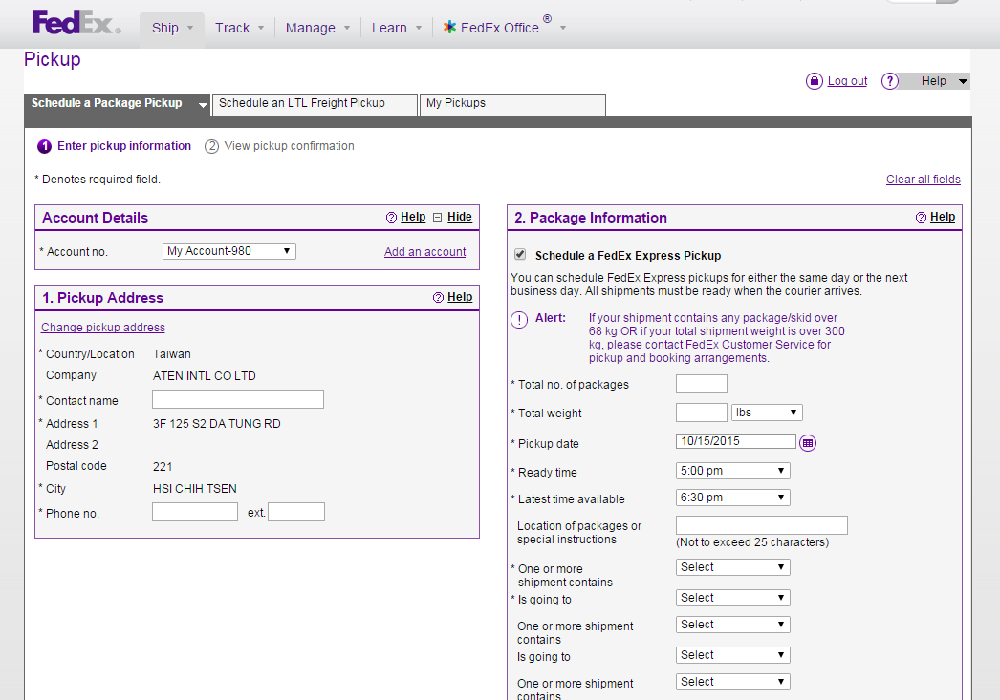 FedEx®
Ship Track Manage Learn FedEx Office ®
Pickup
Log out ? Help
Schedule a Package Pickup Schedule an LTL Freight Pickup My Pickups
1 Enter pickup information 2 View pickup confirmation
* Denotes required field.
Clear all fields
Account Details ? Help Hide
* Account no. My Account-980 Add an account
1. Pickup Address ? Help
Change pickup address
* Country/Location Taiwan
Company ATEN INTL CO LTD
* Contact name
* Address 1 3F 125 S2 DA TUNG RD
Address 2
Postal code 221
* City HSI CHIH TSEN
* Phone no. ext.
2. Package Information ? Help
Schedule a FedEx Express Pickup
You can schedule FedEx Express pickups for either the same day or the next
business day. All shipments must be ready when the courier arrives.
! Alert: If your shipment contains any package/skid over
68 kg OR if your total shipment weight is over 300
kg, please contact FedEx Customer Service for
pickup and booking arrangements.
* Total no. of packages
* Total weight lbs
* Pickup date 10/15/2015
* Ready time 5:00 pm
* Latest time available 6:30 pm
Location of packages or
special instructions
(Not to exceed 25 characters)
* One or more Select
shipment contains
* Is going to Select
One or more shipment Select
contains
Is going to Select
One or more shipment Select
contains